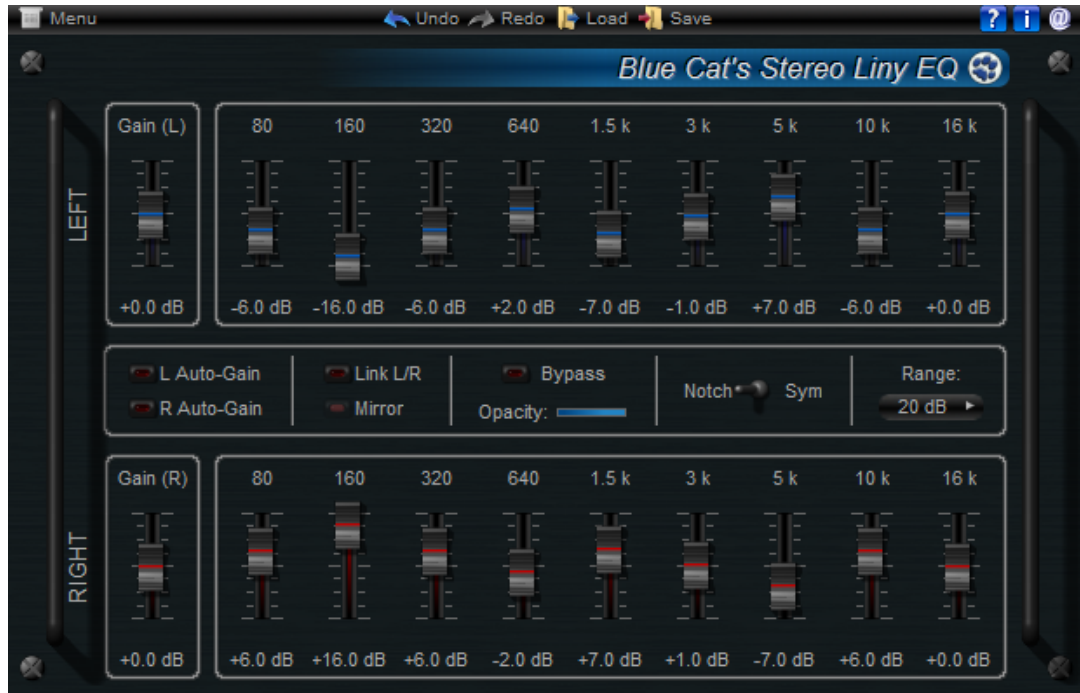 Menu Undo Redo Load Save ? i @
Blue Cat's Stereo Liny EQ
LEFT
Gain (L) 80 160 320 640 1.5 k 3 k 5 k 10 k 16 k
+0.0 dB -6.0 dB -16.0 dB -6.0 dB +2.0 dB -7.0 dB -1.0 dB +7.0 dB -6.0 dB +0.0 dB
L Auto-Gain Link L/R Bypass Notch Sym Range:
R Auto-Gain Mirror Opacity: 20 dB
RIGHT
Gain (R) 80 160 320 640 1.5 k 3 k 5 k 10 k 16 k
+0.0 dB +6.0 dB +16.0 dB +6.0 dB -2.0 dB +7.0 dB +1.0 dB -7.0 dB +6.0 dB +0.0 dB